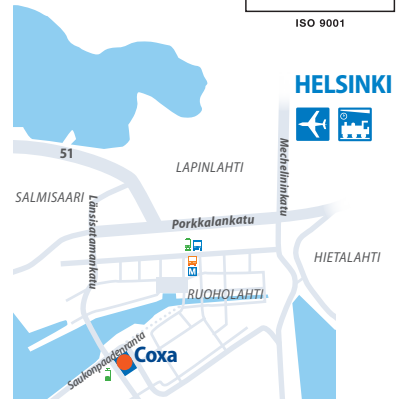 ISO 9001
HELSINKI
51
LAPINLAHTI
Mechelininkatu
SALMISAARI
Länsisatamankatu
Porkkalankatu
HIETALAHTI
M
RUOHOLAHTI
Saukonpaadenranta
Coxa